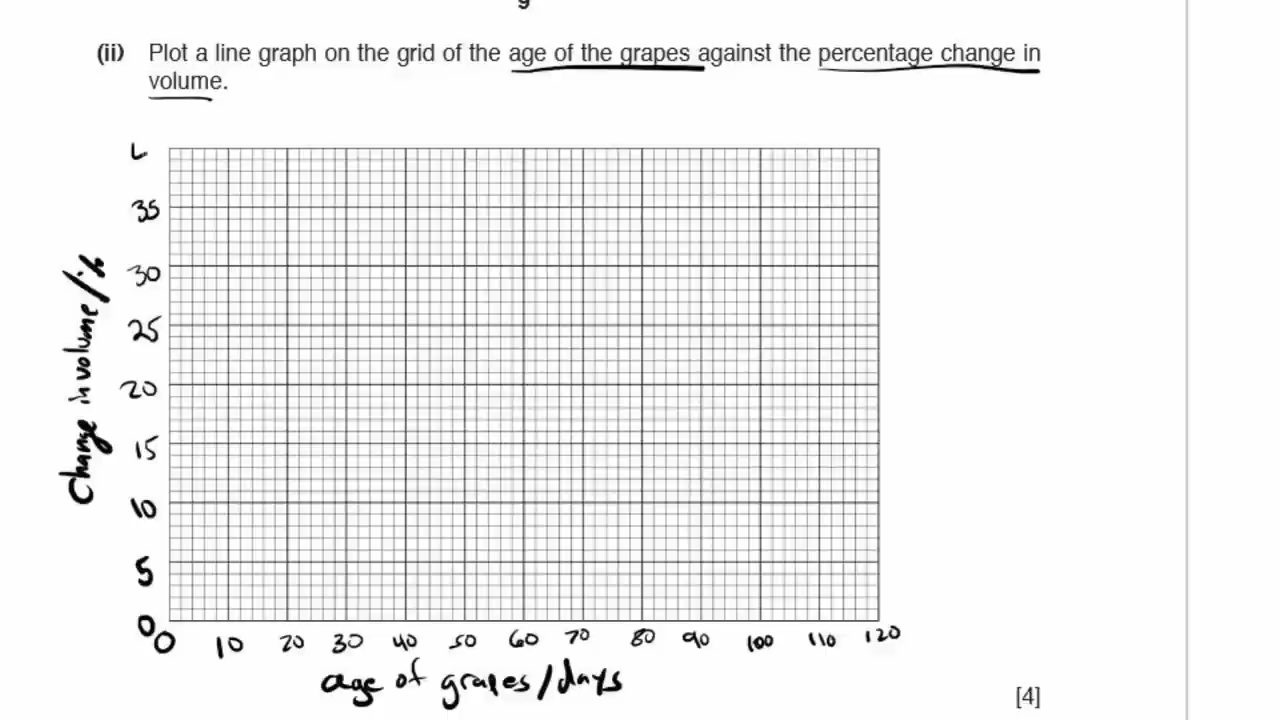 (ii) Plot a line graph on the grid of the age of the grapes against the percentage change in
volume.
35
30
25
20
15
10
5
0
Change in volume/%
0 10 20 30 40 50 60 70 80 90 100 110 120
age of grapes/days
[4]